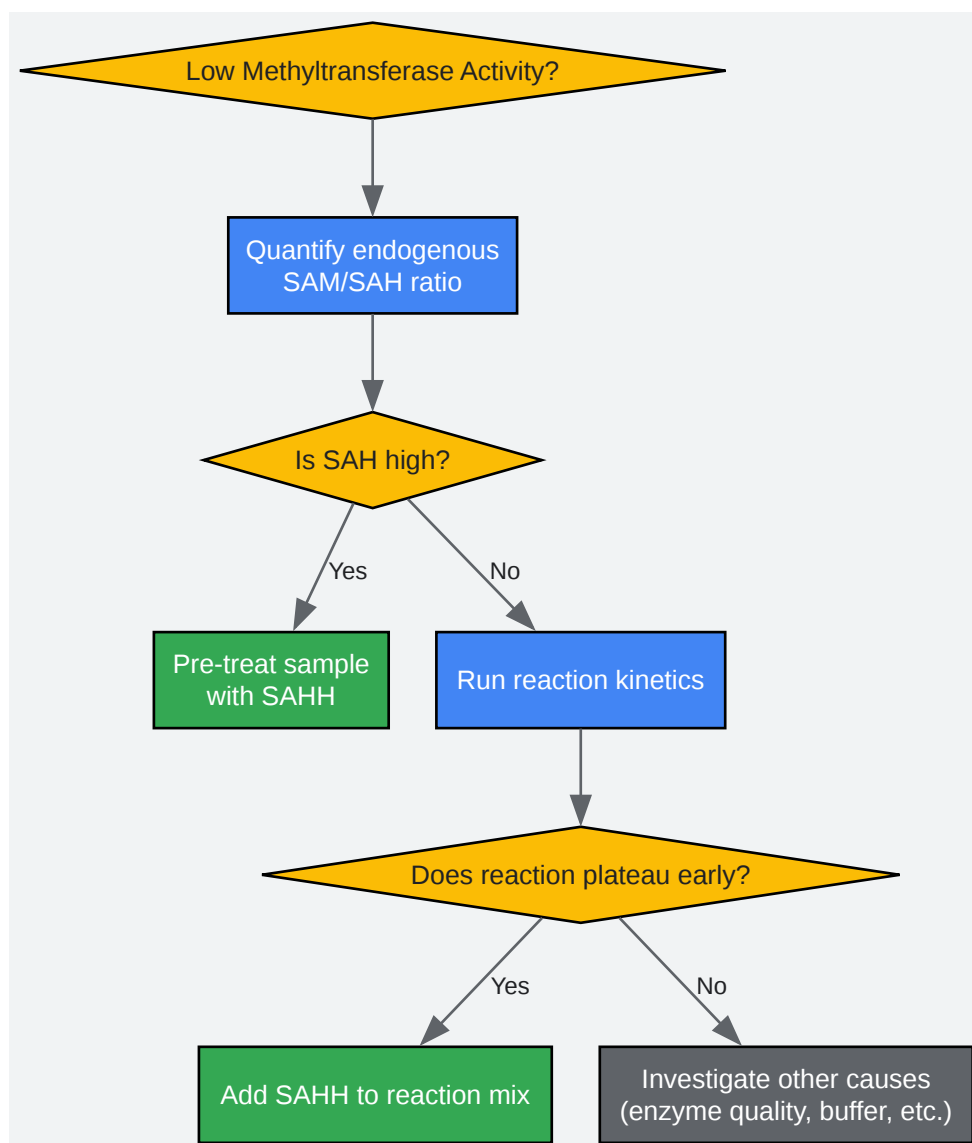 Low Methyltransferase Activity?
Quantify endogenous
SAM/SAH ratio
Is SAH high?
Yes
No
Pre-treat sample
with SAHH
Run reaction kinetics
Does reaction plateau early?
Yes
No
Add SAHH to reaction mix
Investigate other causes
(enzyme quality, buffer, etc.)